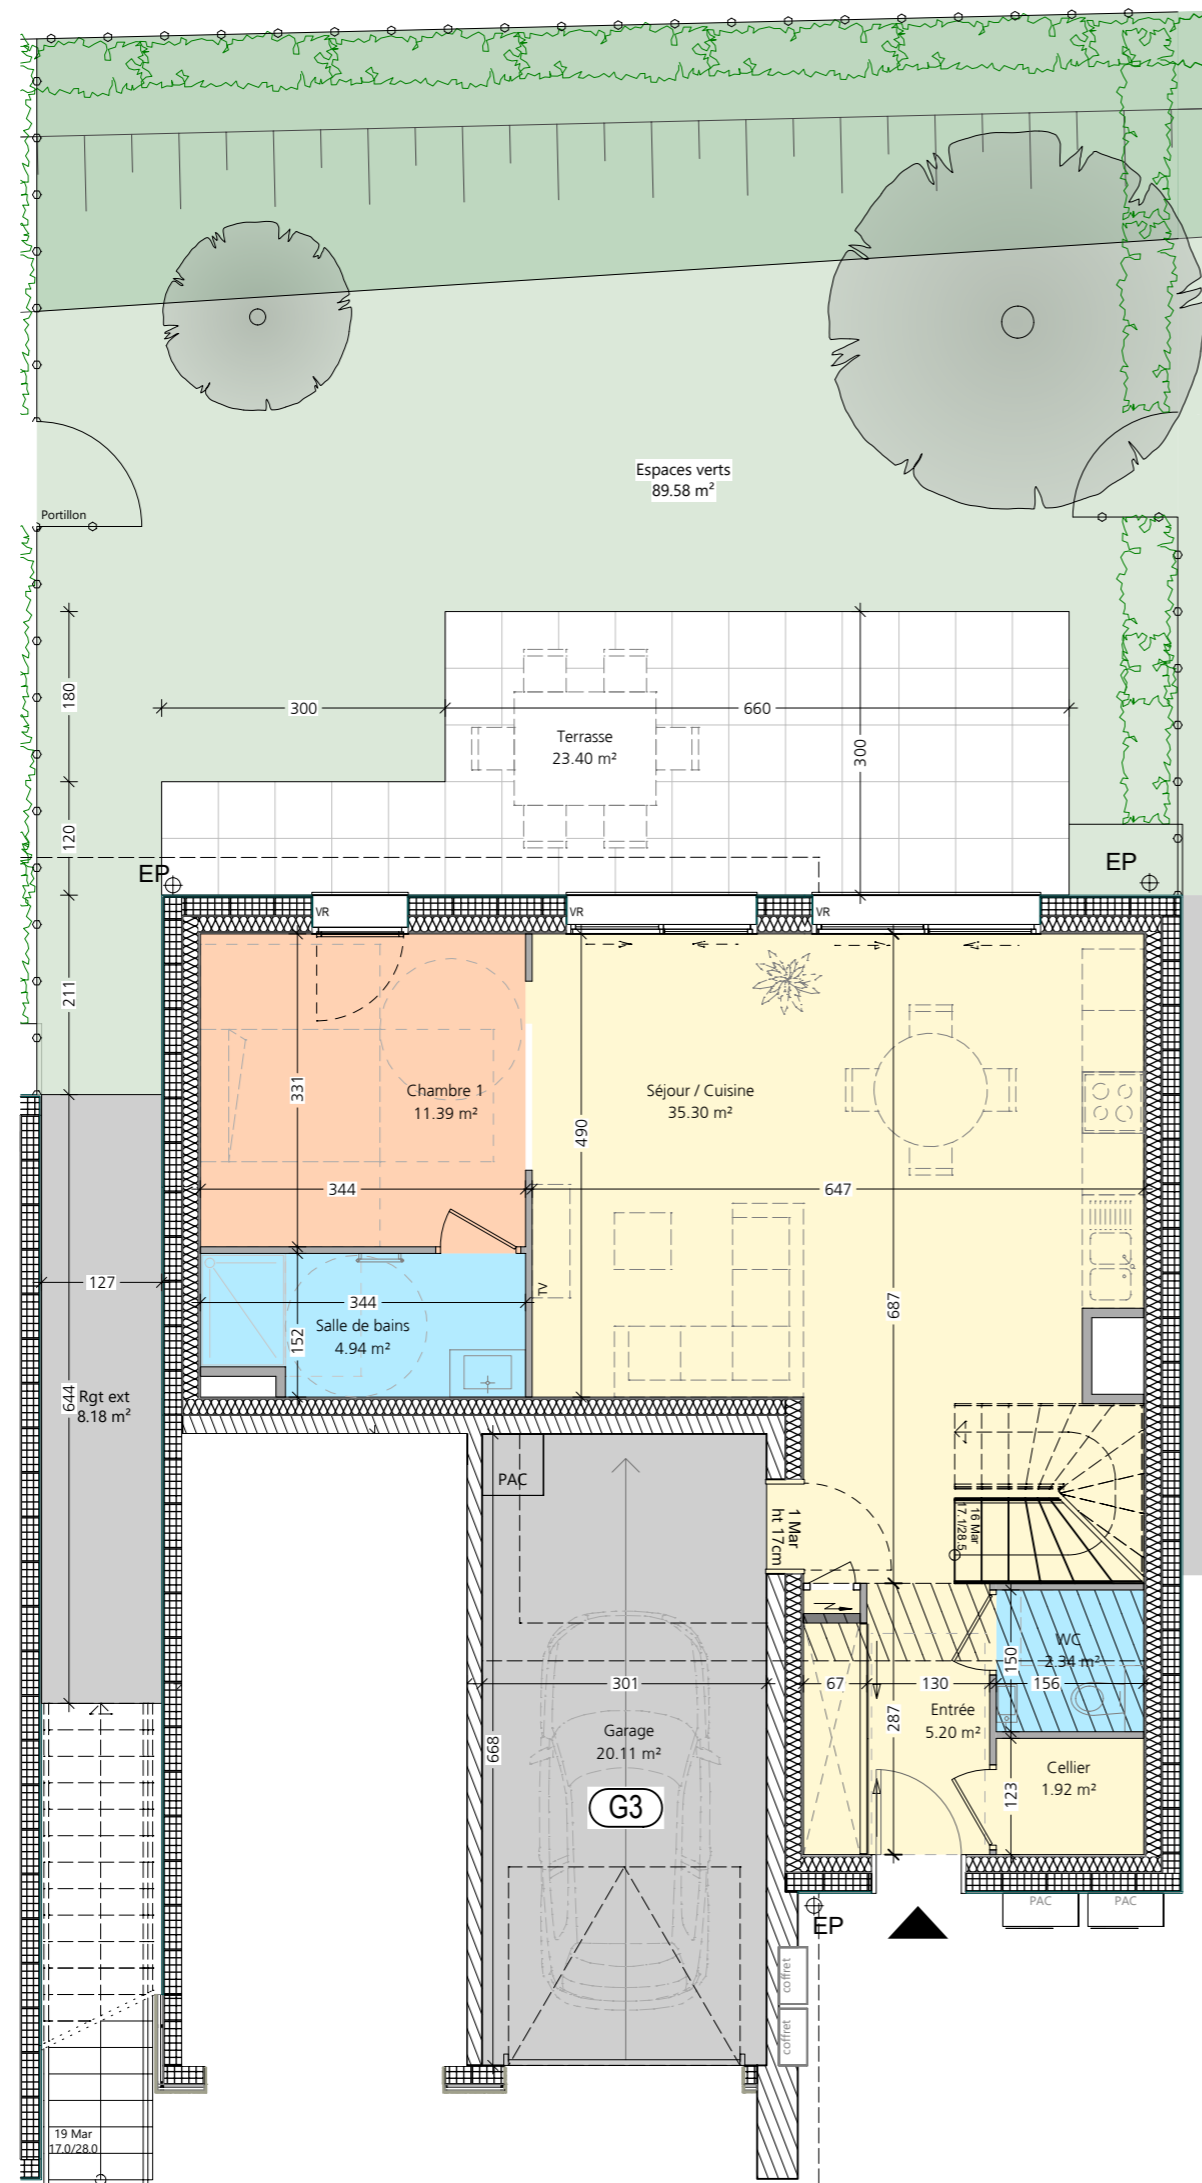 Espaces verts
89.58 m²
Portillon
180
300
660
300
Terrasse
23.40 m²
120
EP
EP
VR
VR
VR
211
331
Chambre 1
11.39 m²
Séjour / Cuisine
35.30 m²
490
344
647
127
344
TV
687
Salle de bains
4.94 m²
152
644
Rgt ext
8.18 m²
PAC
1 Mar
ht 17cm
16 Mar
17.1/28.5
WC
2.34 m²
150
301
67
130
156
Entrée
5.20 m²
287
668
Garage
20.11 m²
Cellier
1.92 m²
123
G3
PAC
PAC
EP
coffret
coffret
19 Mar
17.0/28.0